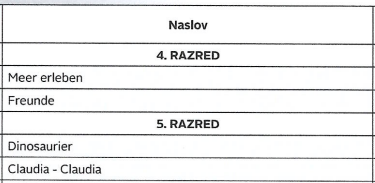 Naslov
4. RAZRED
Meer erleben
Freunde
5. RAZRED
Dinosaurier
Claudia - Claudia